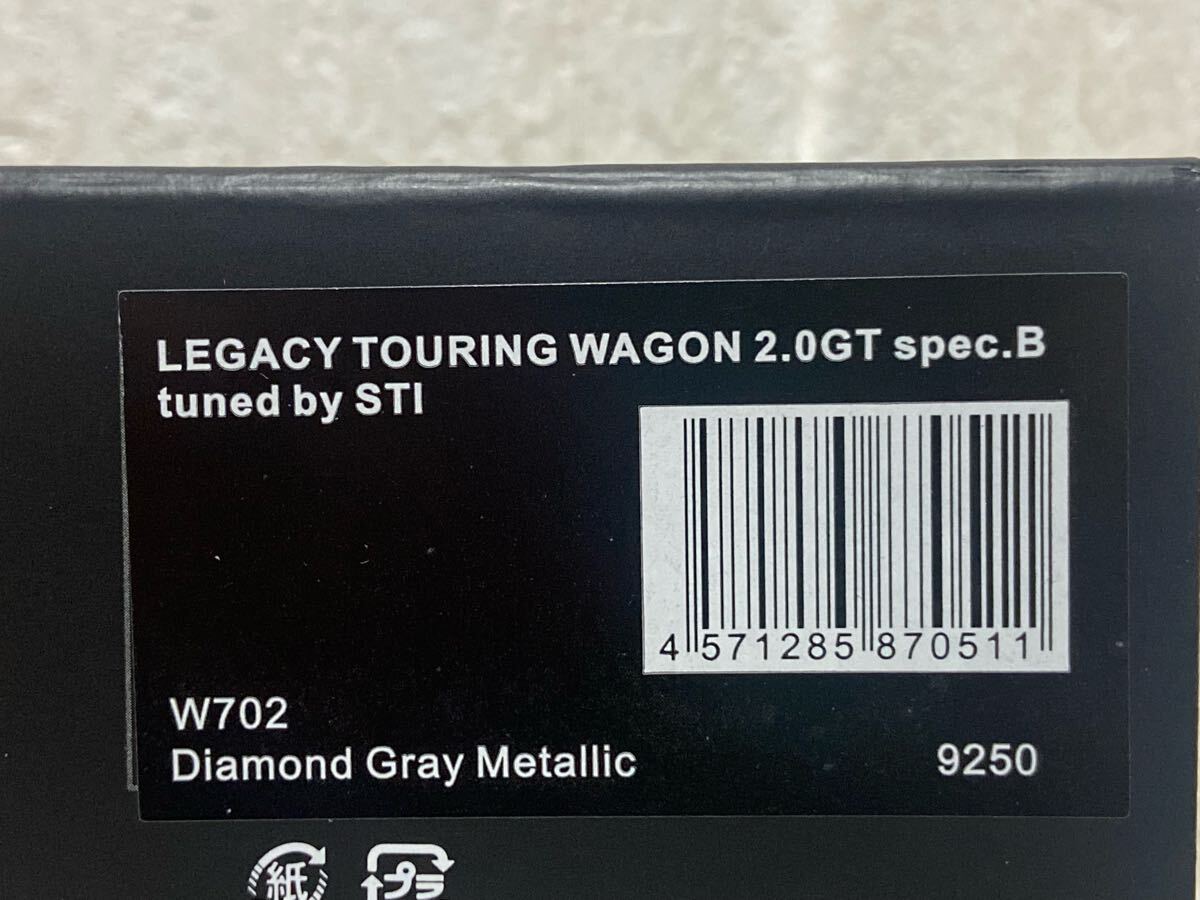 LEGACY TOURING WAGON 2.0GT spec.B
tuned by STI
4 571285 870511
W702
Diamond Gray Metallic
9250
紙
プラ